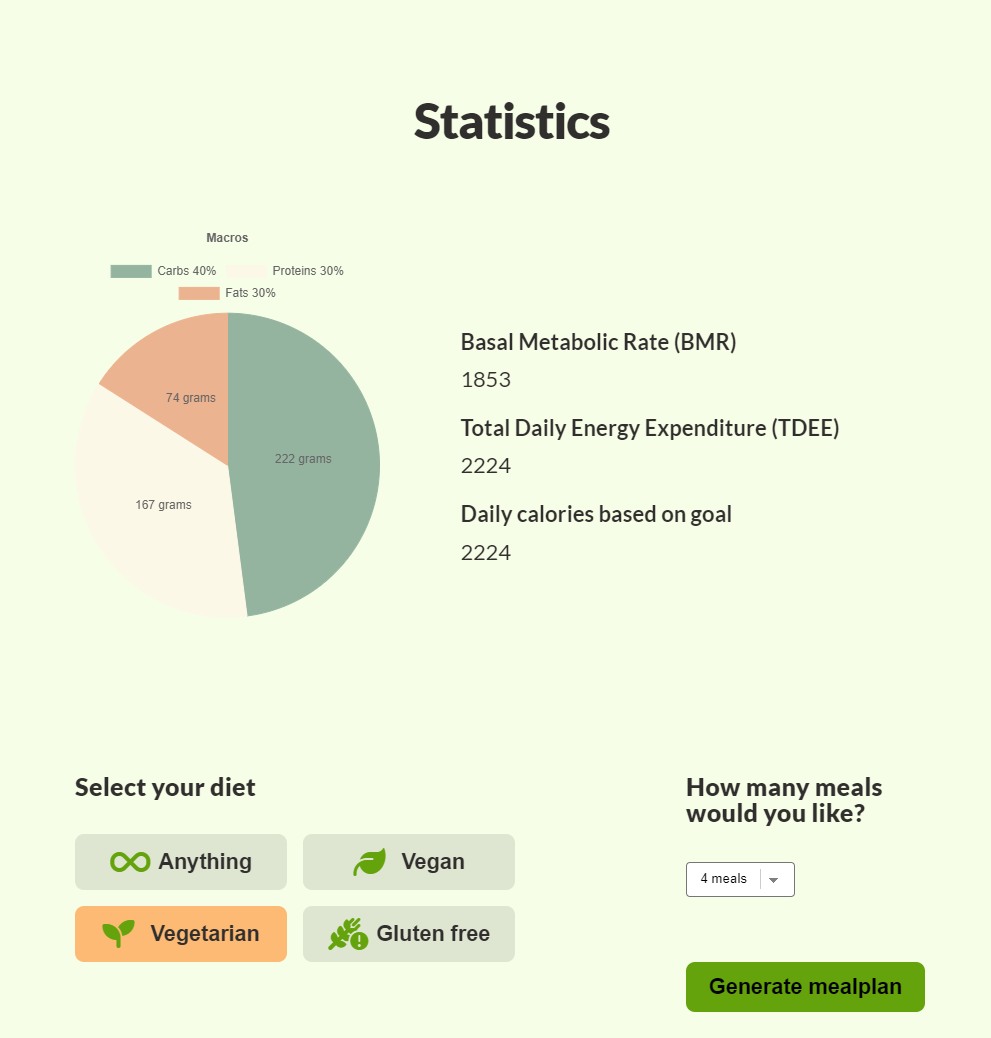 Statistics
Macros
Carbs 40% Proteins 30%
Fats 30%
74 grams
222 grams
167 grams
Basal Metabolic Rate (BMR)
1853
Total Daily Energy Expenditure (TDEE)
2224
Daily calories based on goal
2224
Select your diet
Anything
Vegan
Vegetarian
Gluten free
How many meals
would you like?
4 meals
Generate mealplan